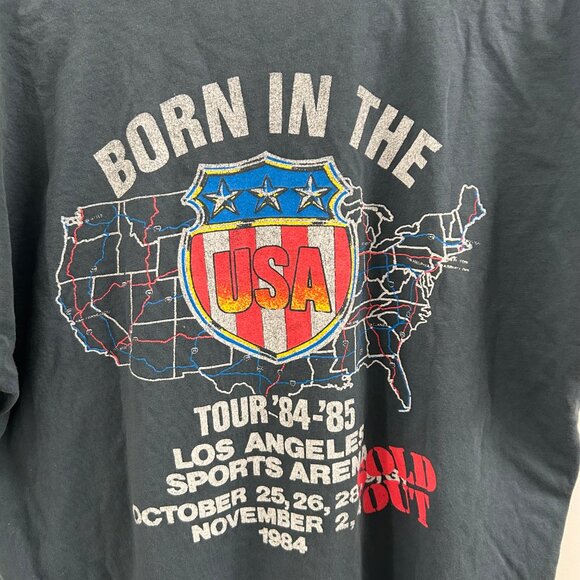 BORN IN THE
USA
TOUR '84-'85
LOS ANGELES
SPORTS ARENA
OCTOBER 25, 26, 28
NOVEMBER 2,
1984
SOLD
OUT